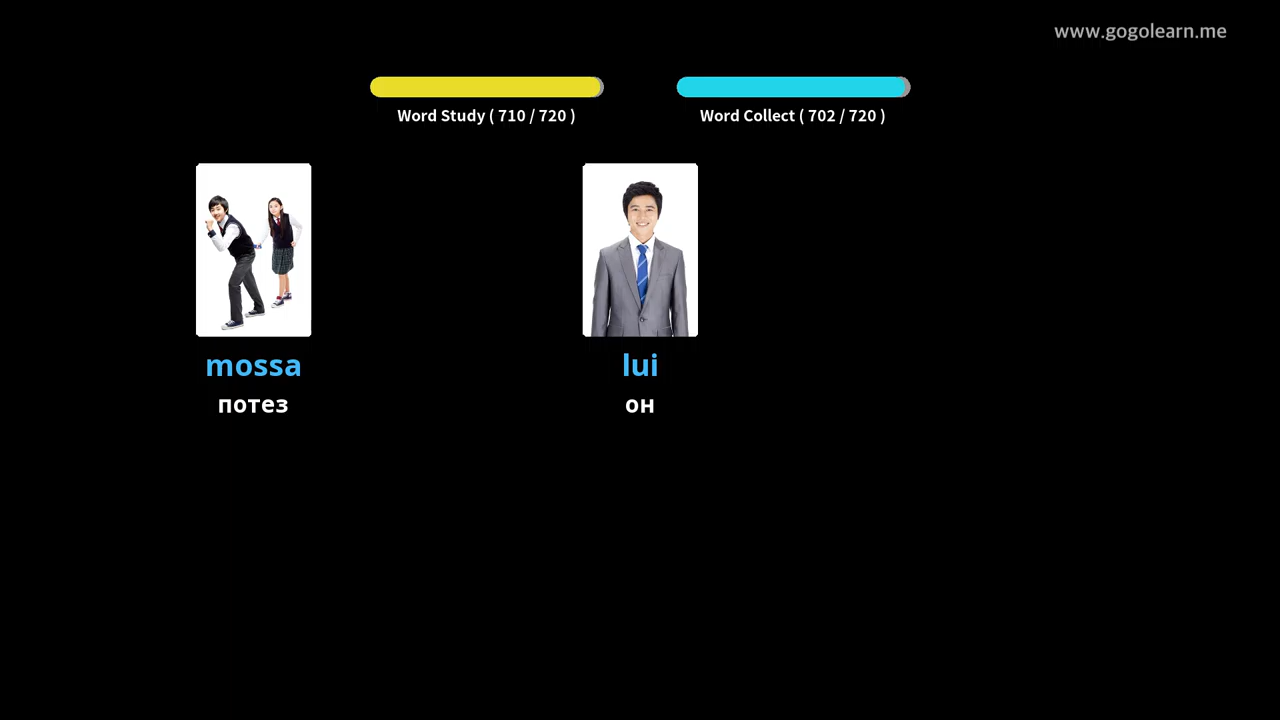 www.gogolearn.me
Word Study ( 710 / 720 )
Word Collect ( 702 / 720 )
mossa
потез
lui
он